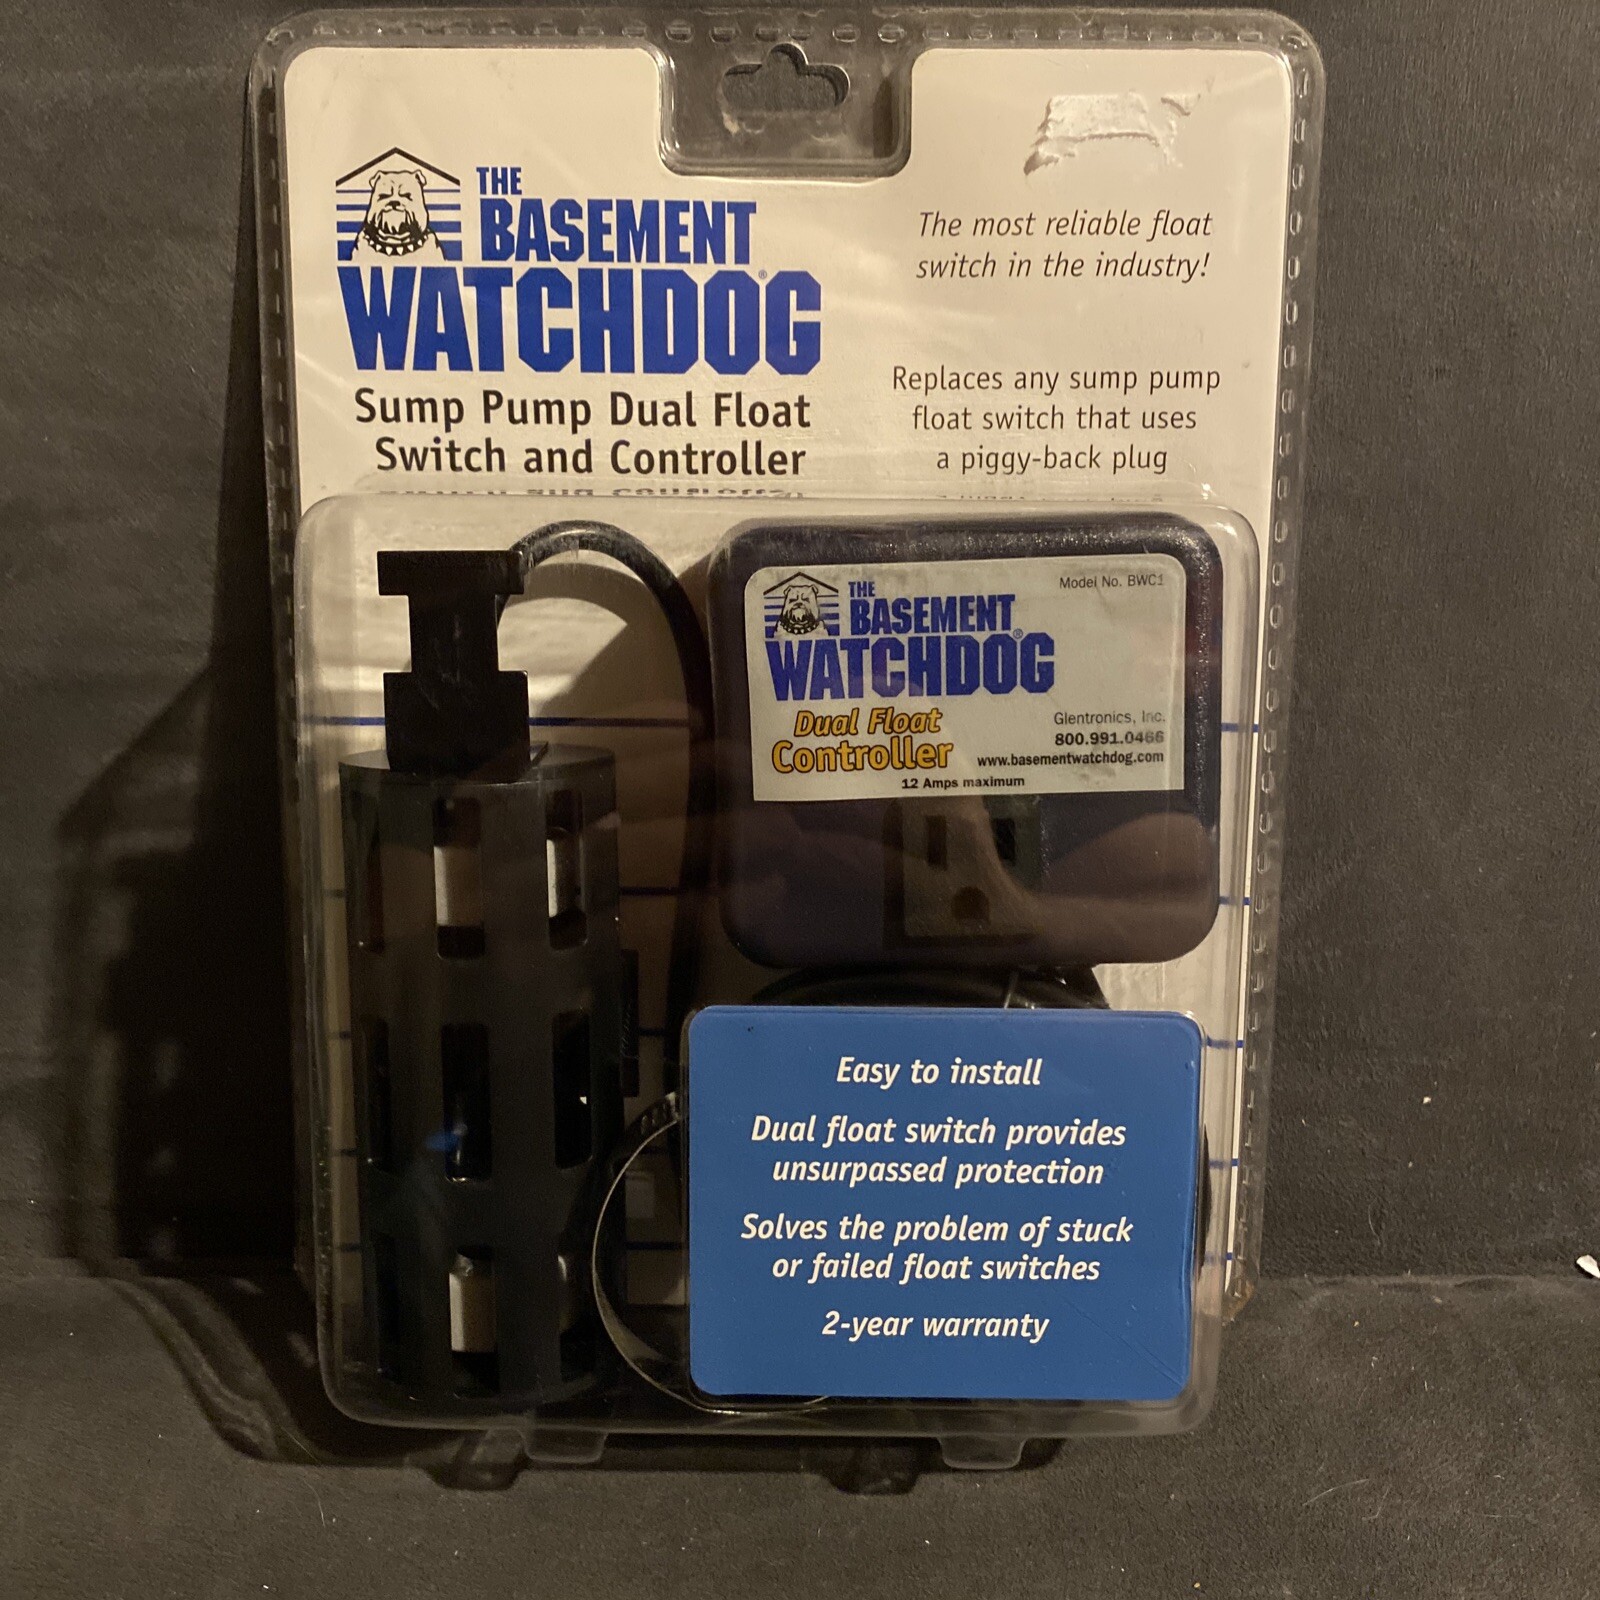 THE
BASEMENT
WATCHDOG®
Sump Pump Dual Float
Switch and Controller
The most reliable float
switch in the industry!
Replaces any sump pump
float switch that uses
a piggy-back plug
Model No. BWC1
THE
BASEMENT
WATCHDOG®
Dual Float
Controller
Glentronics, Inc.
800.991.0466
www.basementwatchdog.com
12 Amps maximum
Easy to install
Dual float switch provides
unsurpassed protection
Solves the problem of stuck
or failed float switches
2-year warranty